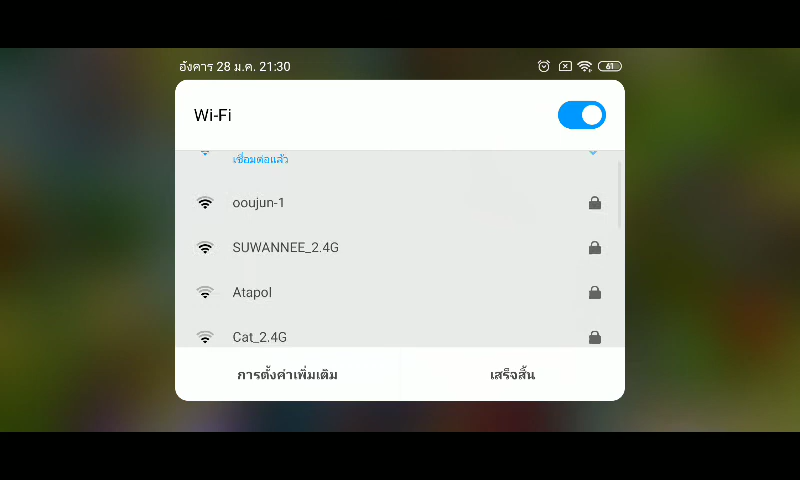 อังคาร 28 ม.ค. 21:30
61
Wi-Fi
เชื่อมต่อแล้ว
ooujun-1
SUWANNEE_2.4G
Atapol
Cat_2.4G
การตั้งค่าเพิ่มเติม
เสร็จสิ้น